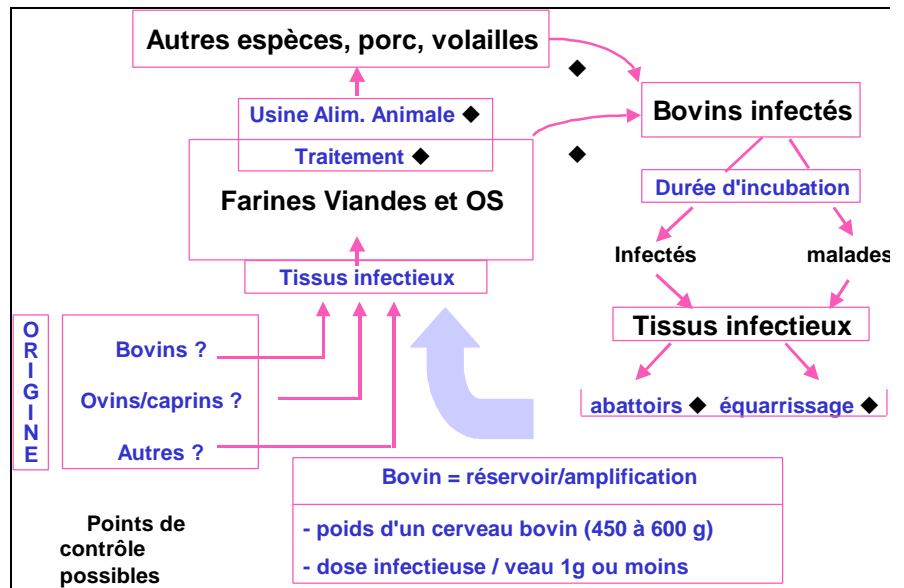 Autres espèces, porc, volailles
◆
Usine Alim. Animale ◆
Bovins infectés
Traitement ◆
◆
Farines Viandes et OS
Durée d'incubation
Infectés
malades
Tissus infectieux
Tissus infectieux
ORIGINE
Bovins ?
Ovins/caprins ?
Autres ?
abattoirs ◆ équarrissage ◆
Bovin = réservoir/amplification
- poids d'un cerveau bovin (450 à 600 g)
- dose infectieuse / veau 1g ou moins
Points de
contrôle
possibles